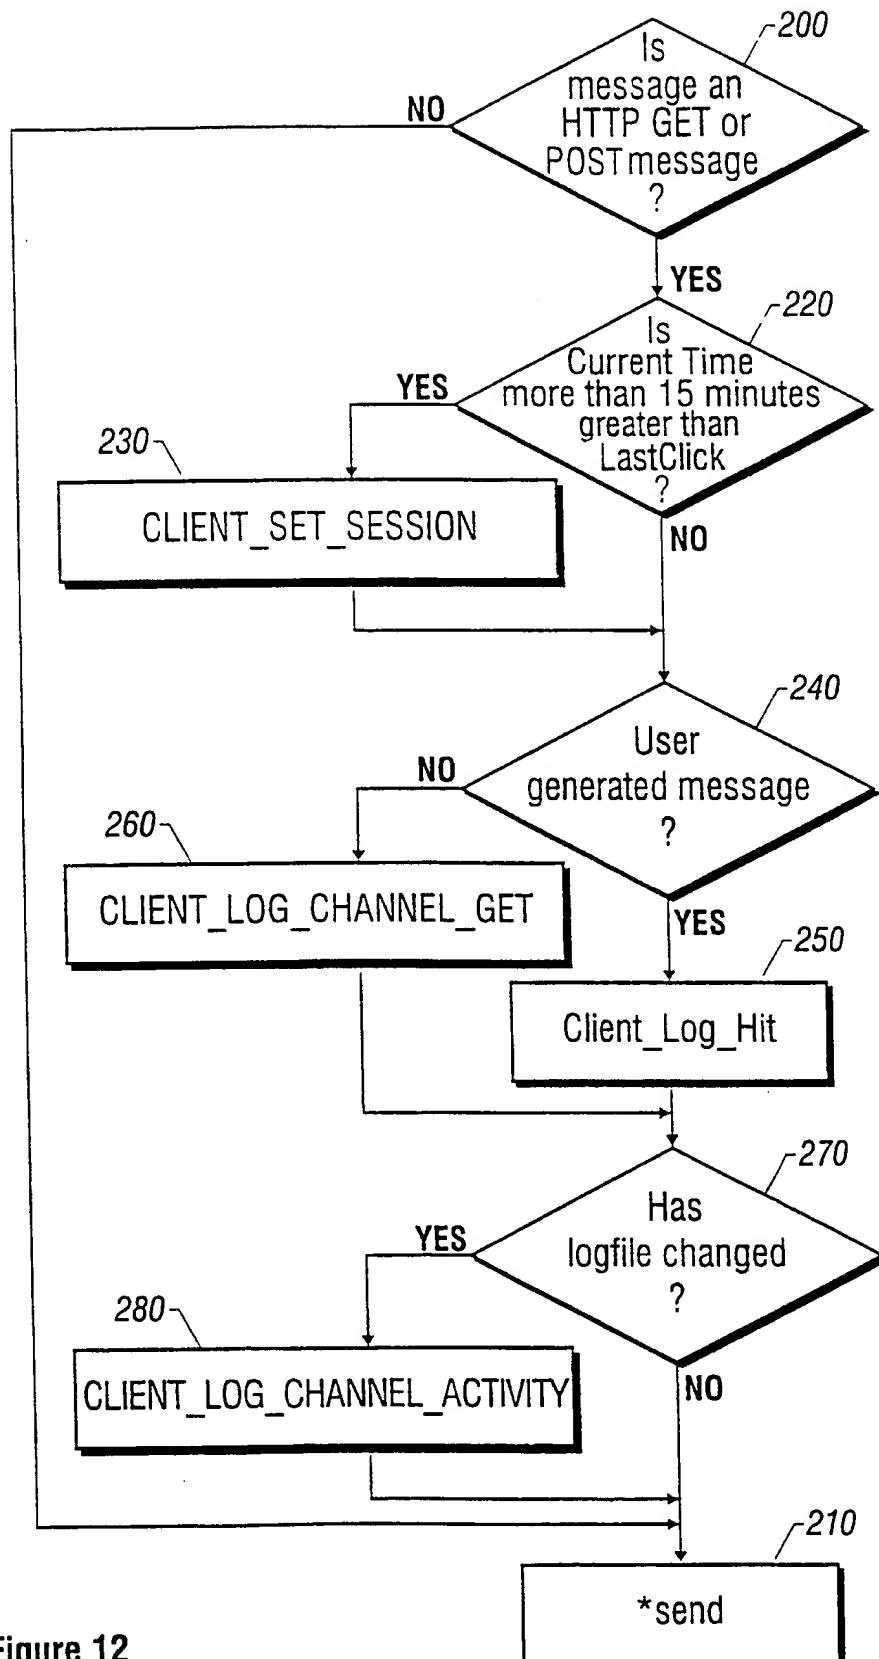 200
Is
message an
HTTP GET or
POST message
?
NO
YES
220
Is
Current Time
more than 15 minutes
greater than
LastClick
?
YES
230
CLIENT_SET_SESSION
NO
240
User
generated message
?
NO
260
CLIENT_LOG_CHANNEL_GET
YES
250
Client_Log_Hit
270
Has
logfile changed
?
YES
280
CLIENT_LOG_CHANNEL_ACTIVITY
NO
210
*send
Figure 12